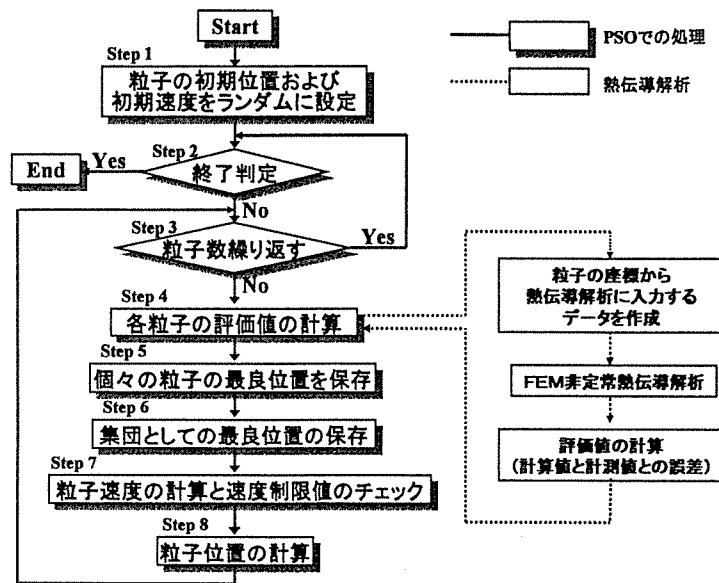 Start
PSOでの処理
熱伝導解析
Step 1
粒子の初期位置および
初期速度をランダムに設定
Step 2
終了判定
Yes
End
No
Step 3
粒子数繰り返す
Yes
No
Step 4
各粒子の評価値の計算
Step 5
個々の粒子の最良位置を保存
Step 6
集団としての最良位置の保存
Step 7
粒子速度の計算と速度制限値のチェック
Step 8
粒子位置の計算
粒子の座標から
熱伝導解析に入力する
データを作成
FEM非定常熱伝導解析
評価値の計算
(計算値と計測値との誤差)